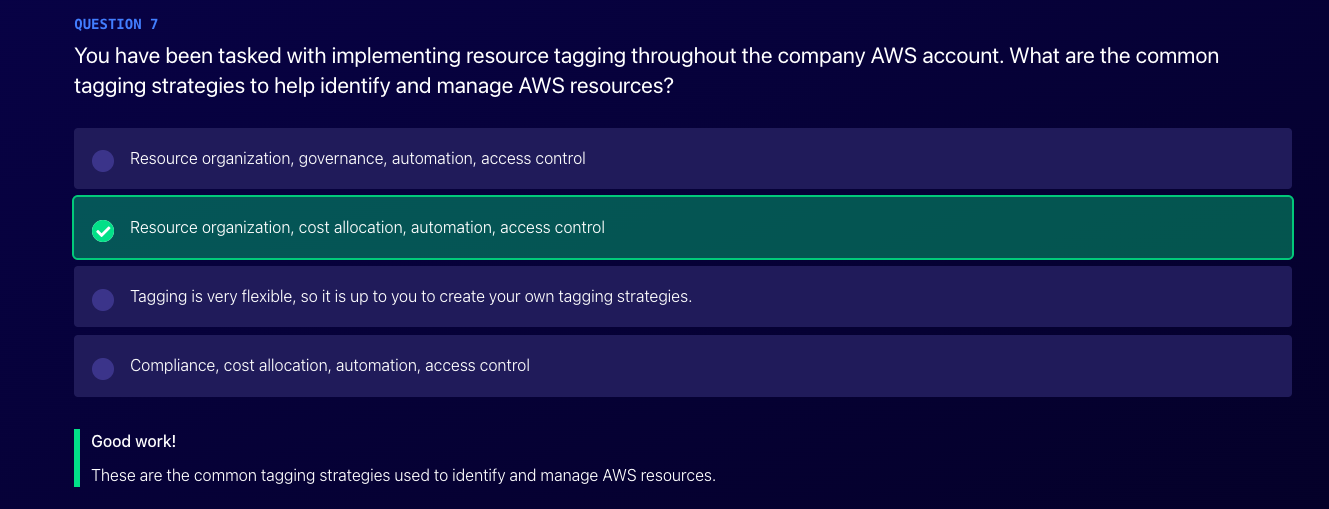 QUESTION 7
You have been tasked with implementing resource tagging throughout the company AWS account. What are the common
tagging strategies to help identify and manage AWS resources?
Resource organization, governance, automation, access control
Resource organization, cost allocation, automation, access control
Tagging is very flexible, so it is up to you to create your own tagging strategies.
Compliance, cost allocation, automation, access control
Good work!
These are the common tagging strategies used to identify and manage AWS resources.